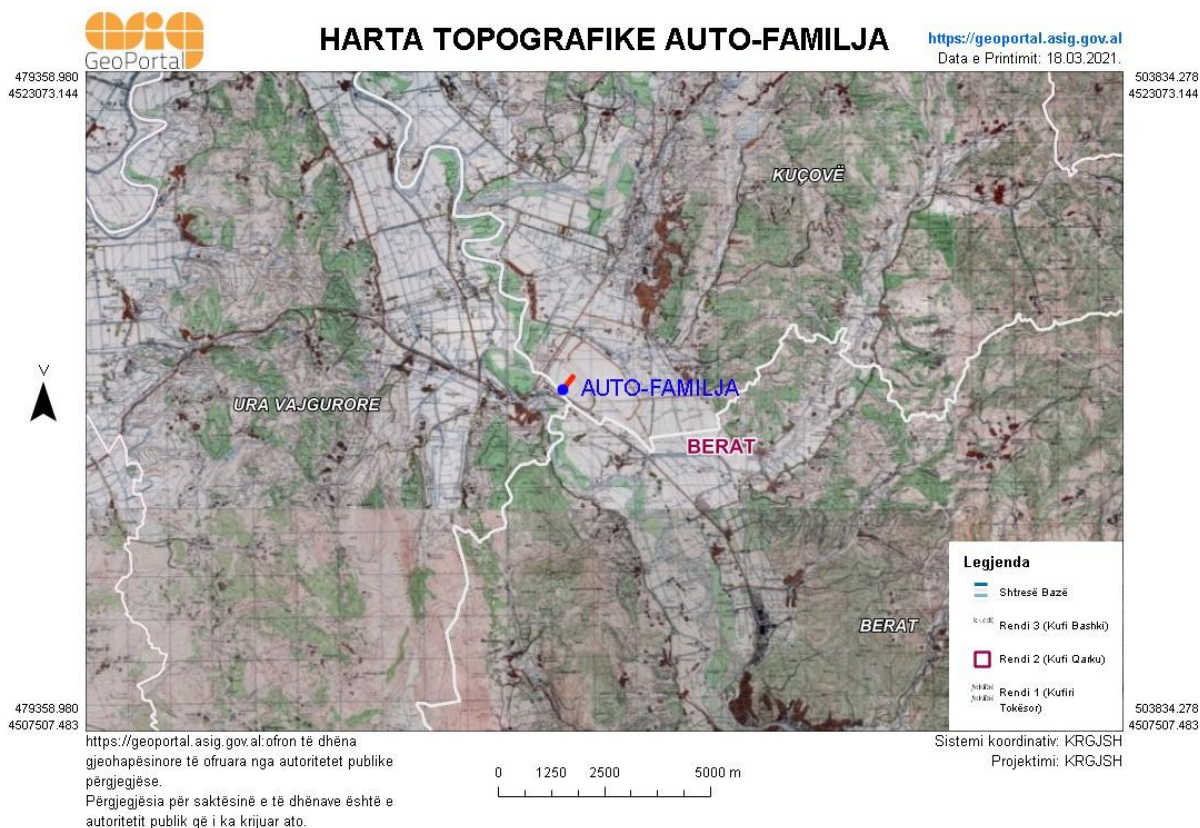 asig
GeoPortal
HARTA TOPOGRAFIKE AUTO-FAMILJA
https://geoportal.asig.gov.al
Data e Printimit: 18.03.2021.
479358.980
4523073.144
503834.278
4523073.144
KUÇOVË
AUTO-FAMILJA
URA VAJGURORE
BERAT
BERAT
V
Legjenda
Shtresë Bazë
Rendi 3 (Kufi Bashki)
Rendi 2 (Kufi Qarku)
Rendi 1 (Kufiri
Tokësor)
479358.980
4507507.483
503834.278
4507507.483
https://geoportal.asig.gov.al:ofron të dhëna
gjeohapësinore të ofruara nga autoritetet publike
përgjegjëse.
Përgjegjësia për saktësinë e të dhënave është e
autoritetit publik që i ka krijuar ato.
0 1250 2500 5000 m
Sistemi koordinativ: KRGJSH
Projektimi: KRGJSH